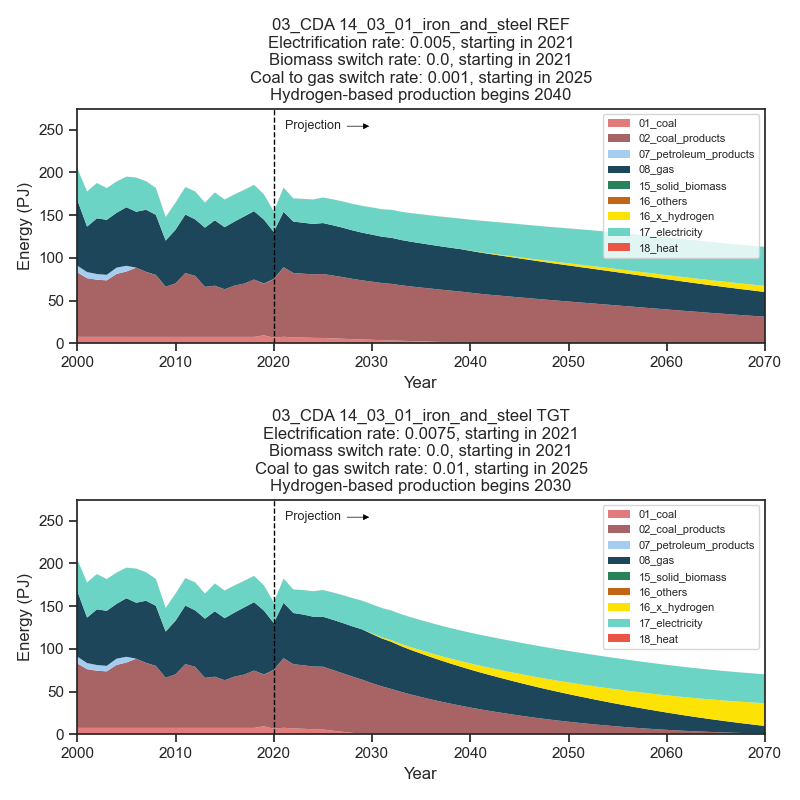 03_CDA 14_03_01_iron_and_steel REF
Electrification rate: 0.005, starting in 2021
Biomass switch rate: 0.0, starting in 2021
Coal to gas switch rate: 0.001, starting in 2025
Hydrogen-based production begins 2040
Energy (PJ)
250
200
150
100
50
0
Projection
01_coal
02_coal_products
07_petroleum_products
08_gas
15_solid_biomass
16_others
16_x_hydrogen
17_electricity
18_heat
2000 2010 2020 2030 2040 2050 2060 2070
Year
03_CDA 14_03_01_iron_and_steel TGT
Electrification rate: 0.0075, starting in 2021
Biomass switch rate: 0.0, starting in 2021
Coal to gas switch rate: 0.01, starting in 2025
Hydrogen-based production begins 2030
Energy (PJ)
250
200
150
100
50
0
Projection
01_coal
02_coal_products
07_petroleum_products
08_gas
15_solid_biomass
16_others
16_x_hydrogen
17_electricity
18_heat
2000 2010 2020 2030 2040 2050 2060 2070
Year